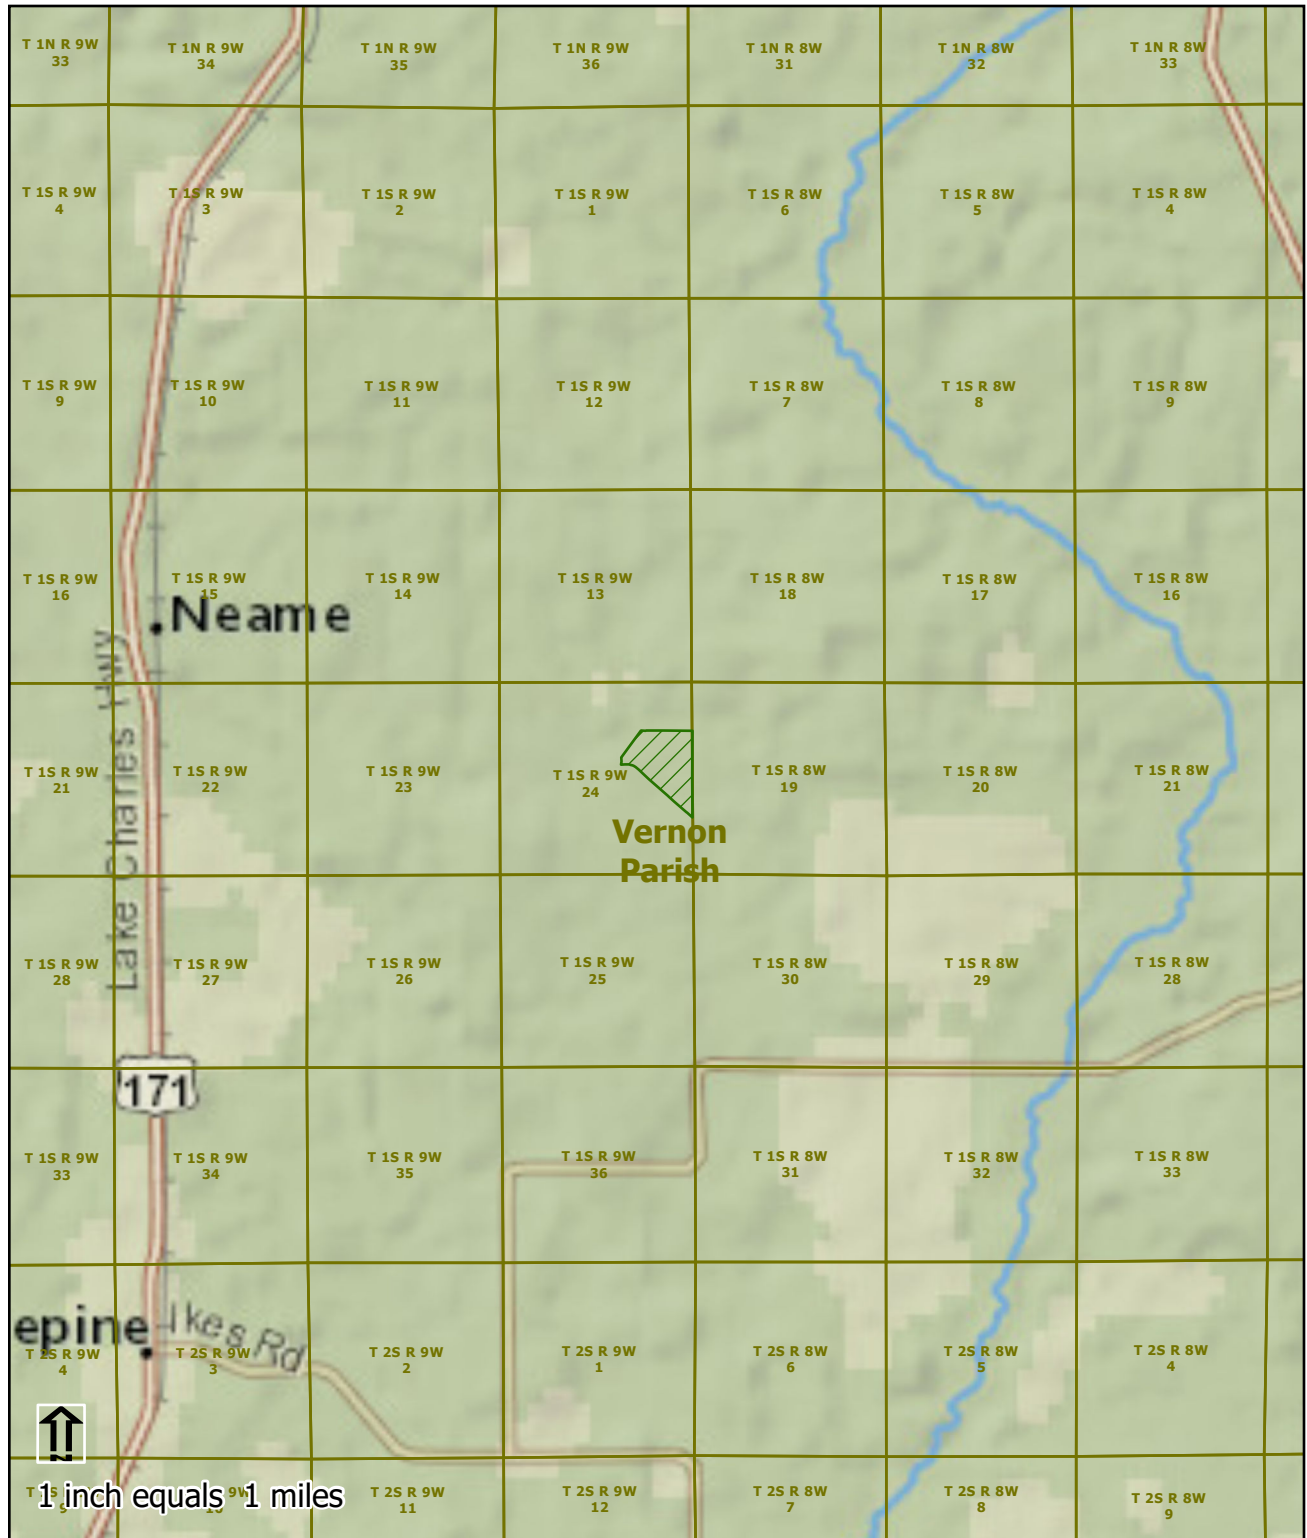 T 1N R 9W
33
T 1N R 9W
34
T 1N R 9W
35
T 1N R 9W
36
T 1N R 8W
31
T 1N R 8W
32
T 1N R 8W
33
T 1S R 9W
4
T 1S R 9W
3
T 1S R 9W
2
T 1S R 9W
1
T 1S R 8W
6
T 1S R 8W
5
T 1S R 8W
4
T 1S R 9W
9
T 1S R 9W
10
T 1S R 9W
11
T 1S R 9W
12
T 1S R 8W
7
T 1S R 8W
8
T 1S R 8W
9
T 1S R 9W
16
T 1S R 9W
15
T 1S R 9W
14
T 1S R 9W
13
T 1S R 8W
18
T 1S R 8W
17
T 1S R 8W
16
Neame
Lake Charles Hwy
T 1S R 9W
21
T 1S R 9W
22
T 1S R 9W
23
T 1S R 9W
24
T 1S R 8W
19
T 1S R 8W
20
T 1S R 8W
21
Vernon
Parish
T 1S R 9W
28
T 1S R 9W
27
T 1S R 9W
26
T 1S R 9W
25
T 1S R 8W
30
T 1S R 8W
29
T 1S R 8W
28
171
T 1S R 9W
33
T 1S R 9W
34
T 1S R 9W
35
T 1S R 9W
36
T 1S R 8W
31
T 1S R 8W
32
T 1S R 8W
33
epine
Ikes Rd
T 2S R 9W
4
T 2S R 9W
3
T 2S R 9W
2
T 2S R 9W
1
T 2S R 8W
6
T 2S R 8W
5
T 2S R 8W
4
N
1 inch equals 1 miles
9
T 2S R 9W
11
T 2S R 9W
12
T 2S R 8W
7
T 2S R 8W
8
T 2S R 8W
9